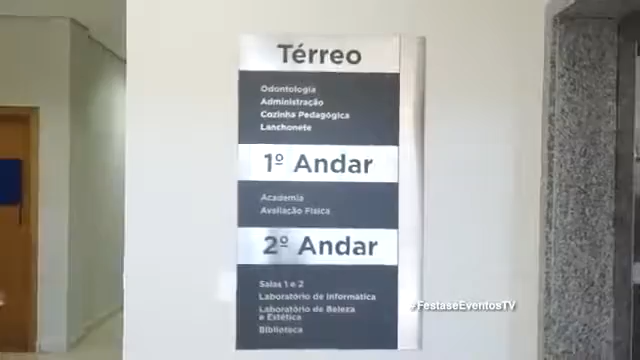 Térreo
Odontologia
Administração
Cozinha Pedagógica
Lanchonete
1º Andar
Academia
Avaliação Física
2º Andar
Salas 1 e 2
Laboratório de Informática
Laboratório de Beleza
e Estética
Biblioteca
#FestaseEventosTV